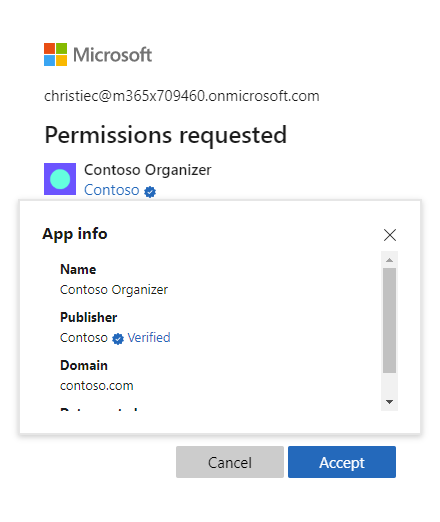 Microsoft
christiec@m365x709460.onmicrosoft.com
Permissions requested
Contoso Organizer
Contoso
App info
Name
Contoso Organizer
Publisher
Contoso Verified
Domain
contoso.com
Cancel
Accept